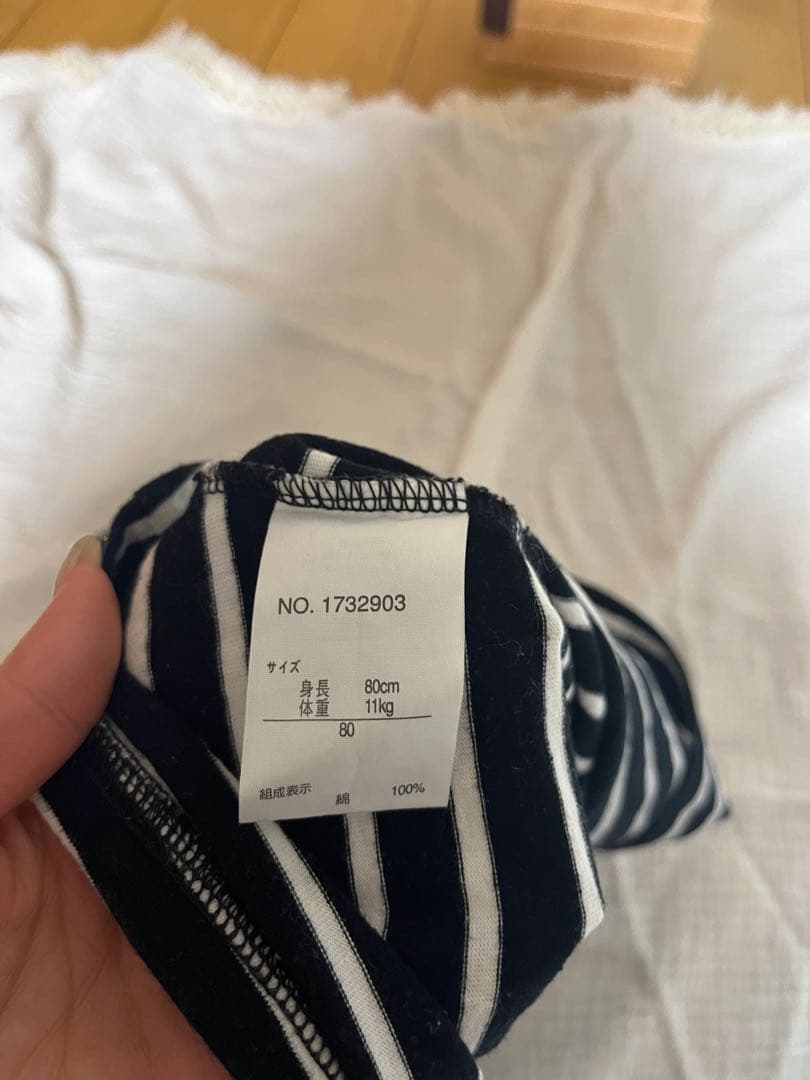 NO. 1732903
サイズ
身長 80cm
体重 11kg
80
組成表示 綿 100%